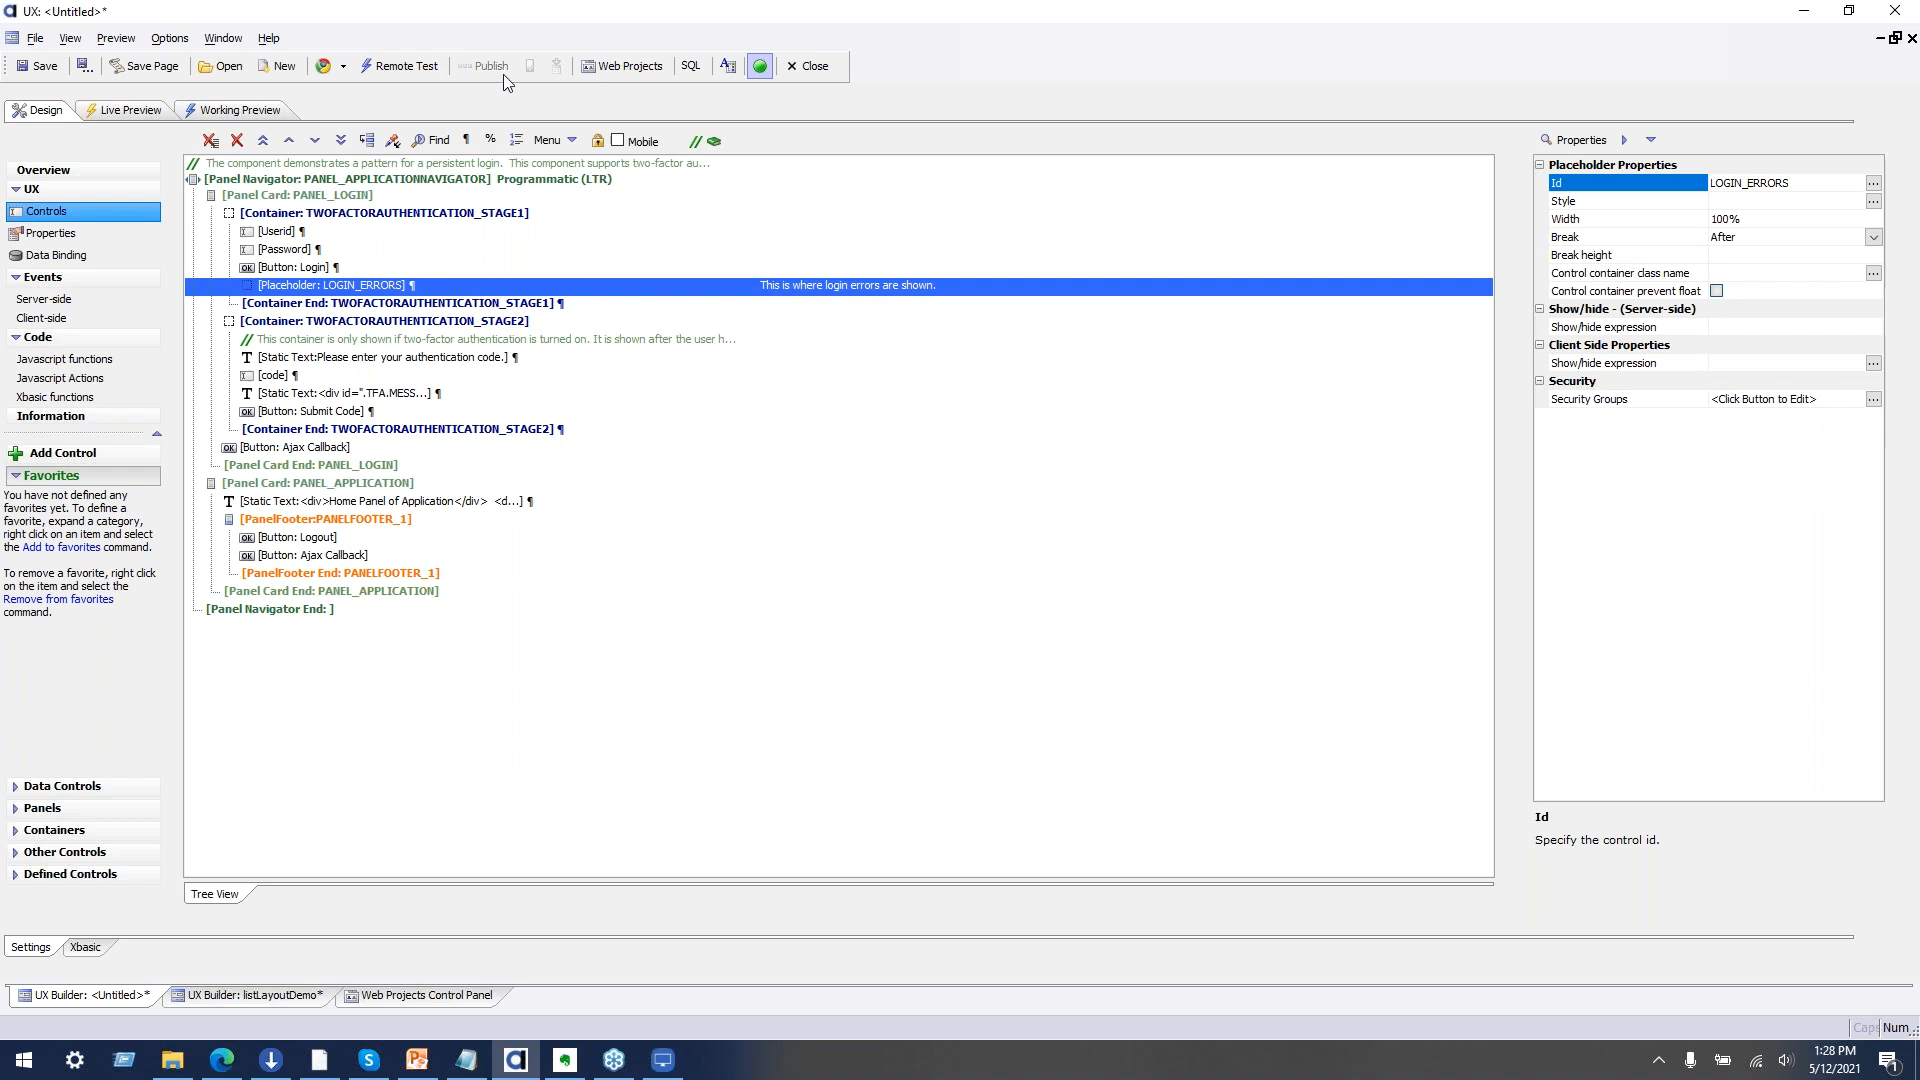 UX: <Untitled>*
File View Preview Options Window Help
Save Save Page Open New Remote Test Publish Web Projects SQL Close
Design Live Preview Working Preview
Find ¶ % Menu Mobile //
Properties
Overview
UX
Controls
Properties
Data Binding
Events
Server-side
Client-side
Code
Javascript functions
Javascript Actions
Xbasic functions
Information
Add Control
Favorites
You have not defined any
favorites yet. To define a
favorite, expand a category,
right click on an item and select
the Add to favorites command.
To remove a favorite, right click
on the item and select the
Remove from favorites
command.
Data Controls
Panels
Containers
Other Controls
Defined Controls
// The component demonstrates a pattern for a persistent login. This component supports two-factor au...
[Panel Navigator: PANEL_APPLICATIONNAVIGATOR] Programmatic (LTR)
[Panel Card: PANEL_LOGIN]
[Container: TWOFACTORAUTHENTICATION_STAGE1]
[Userid] ¶
[Password] ¶
OK [Button: Login] ¶
[Placeholder: LOGIN_ERRORS] ¶ This is where login errors are shown.
[Container End: TWOFACTORAUTHENTICATION_STAGE1] ¶
[Container: TWOFACTORAUTHENTICATION_STAGE2]
// This container is only shown if two-factor authentication is turned on. It is shown after the user h...
T [Static Text:Please enter your authentication code.] ¶
[code] ¶
T [Static Text:<div id=".TFA.MESS...] ¶
OK [Button: Submit Code] ¶
[Container End: TWOFACTORAUTHENTICATION_STAGE2] ¶
OK [Button: Ajax Callback]
[Panel Card End: PANEL_LOGIN]
[Panel Card: PANEL_APPLICATION]
T [Static Text:<div>Home Panel of Application</div> <d...] ¶
[PanelFooter:PANELFOOTER_1]
OK [Button: Logout]
OK [Button: Ajax Callback]
[PanelFooter End: PANELFOOTER_1]
[Panel Card End: PANEL_APPLICATION]
[Panel Navigator End: ]
Placeholder Properties
Id LOGIN_ERRORS ...
Style ...
Width 100%
Break After
Break height
Control container class name ...
Control container prevent float
Show/hide - (Server-side)
Show/hide expression
Client Side Properties
Show/hide expression ...
Security
Security Groups <Click Button to Edit> ...
Id
Specify the control id.
Tree View
Settings Xbasic
UX Builder: <Untitled>* UX Builder: listLayoutDemo* Web Projects Control Panel
Caps Num
1:28 PM
5/12/2021
1